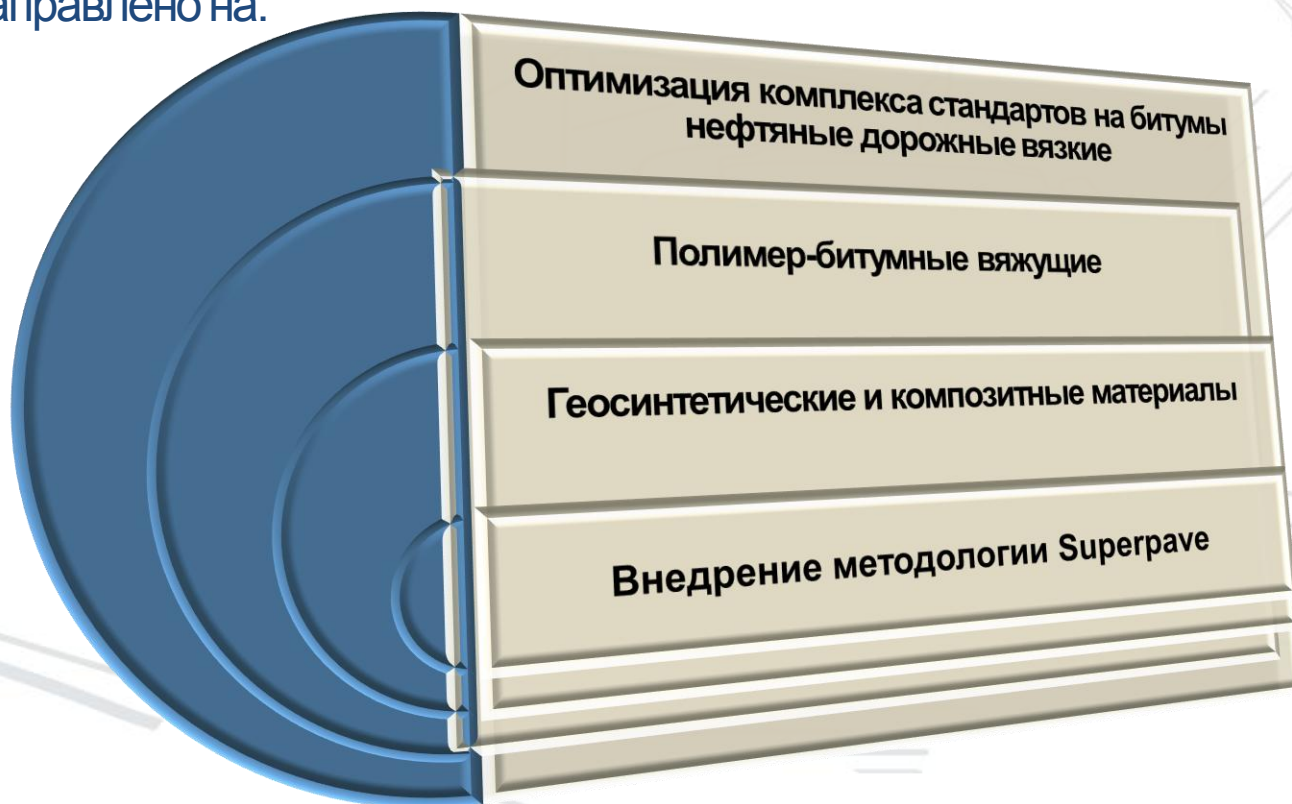 аправлено на:
Оптимизация комплекса стандартов на битумы
нефтяные дорожные вязкие
Полимер-битумные вяжущие
Геосинтетические и композитные материалы
Внедрение методологии Superpave